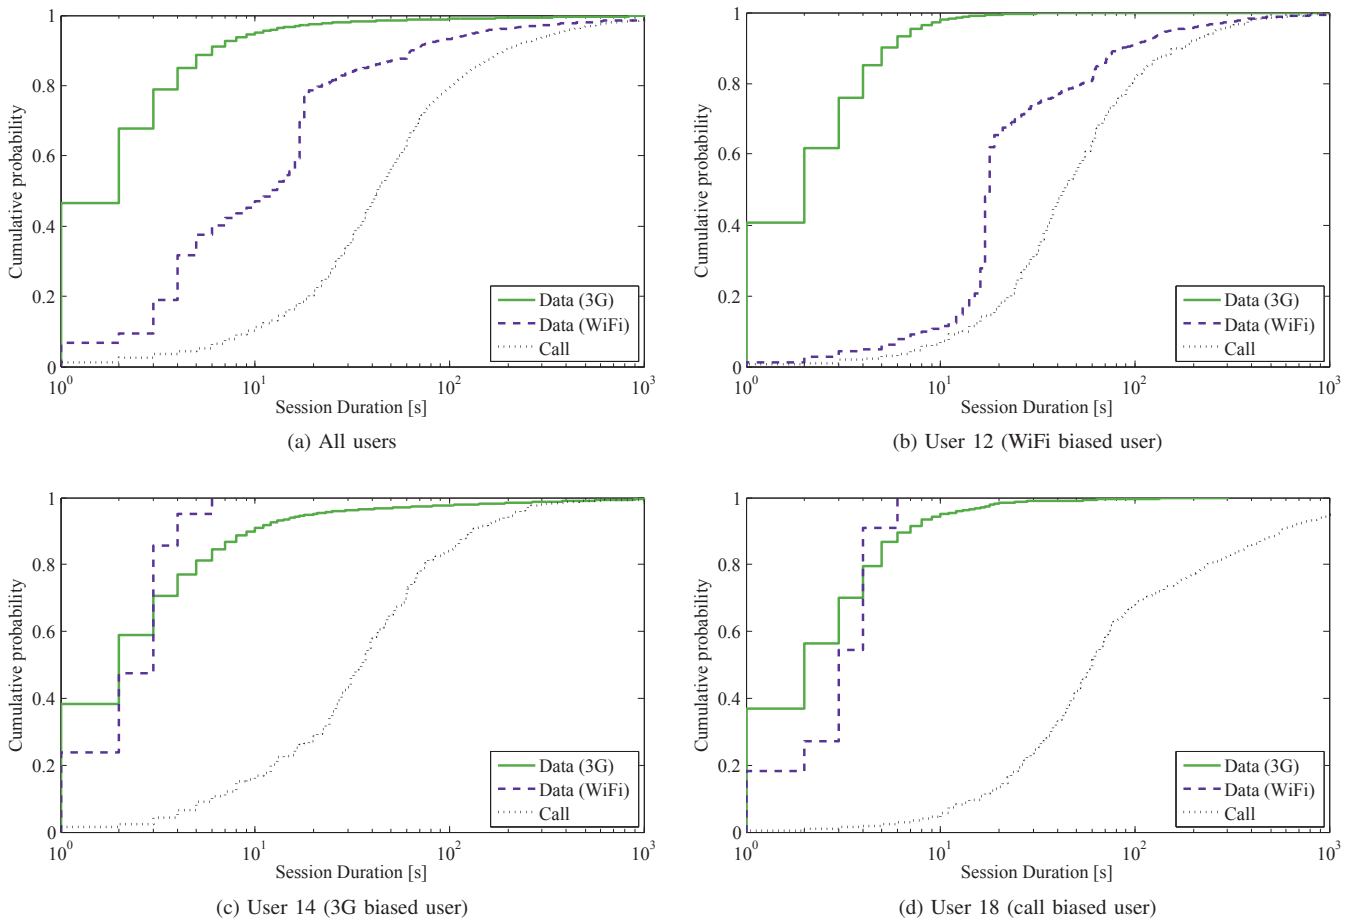 1
0.8
0.6
0.4
0.2
0
Cumulative probability
10^0
10^1
10^2
10^3
Session Duration [s]
Data (3G)
Data (WiFi)
Call
(a) All users
1
0.8
0.6
0.4
0.2
0
Cumulative probability
10^0
10^1
10^2
10^3
Session Duration [s]
Data (3G)
Data (WiFi)
Call
(b) User 12 (WiFi biased user)
1
0.8
0.6
0.4
0.2
0
Cumulative probability
10^0
10^1
10^2
10^3
Session Duration [s]
Data (3G)
Data (WiFi)
Call
(c) User 14 (3G biased user)
1
0.8
0.6
0.4
0.2
0
Cumulative probability
10^0
10^1
10^2
10^3
Session Duration [s]
Data (3G)
Data (WiFi)
Call
(d) User 18 (call biased user)